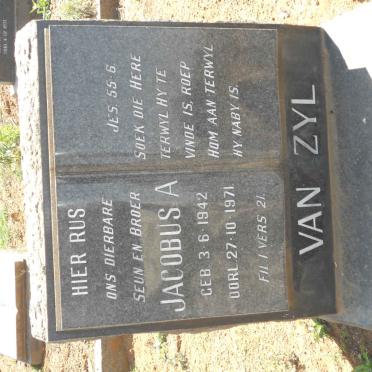 HIER RUS
ONS DIERBARE
SEUN EN BROER
JACOBUS A
GEB 3-6-1942
OORL. 27-10-1971
FIL. 1 VERS 21.
JES. 55 6.
SOEK DIE HERE
TERWYL HY TE
VINDE IS, ROEP
HOM AAN TERWYL
HY NABY IS.
VAN ZYL